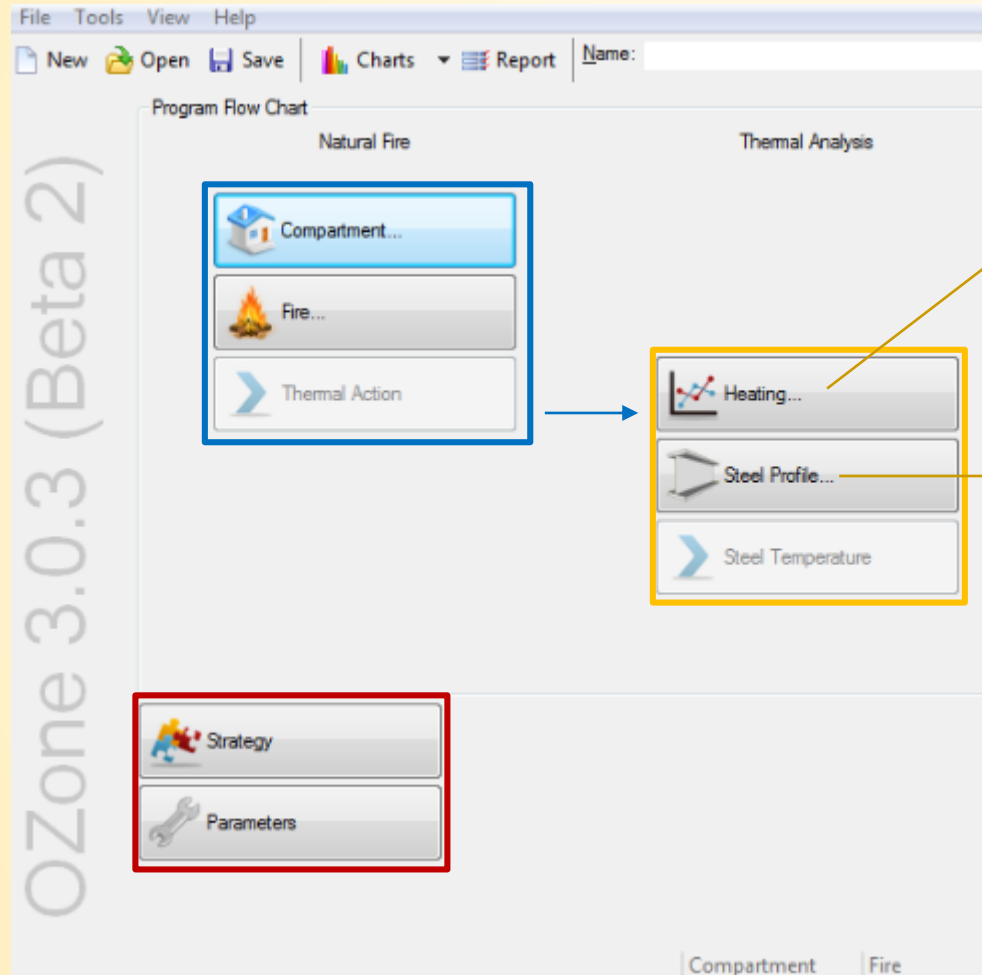 File Tools View Help
New Open Save Charts Report Name:
Program Flow Chart
Natural Fire Thermal Analysis
Compartment...
Fire...
Thermal Action
Heating...
Steel Profile...
Steel Temperature
Strategy
Parameters
OZone 3.0.3 (Beta 2)
Compartment Fire